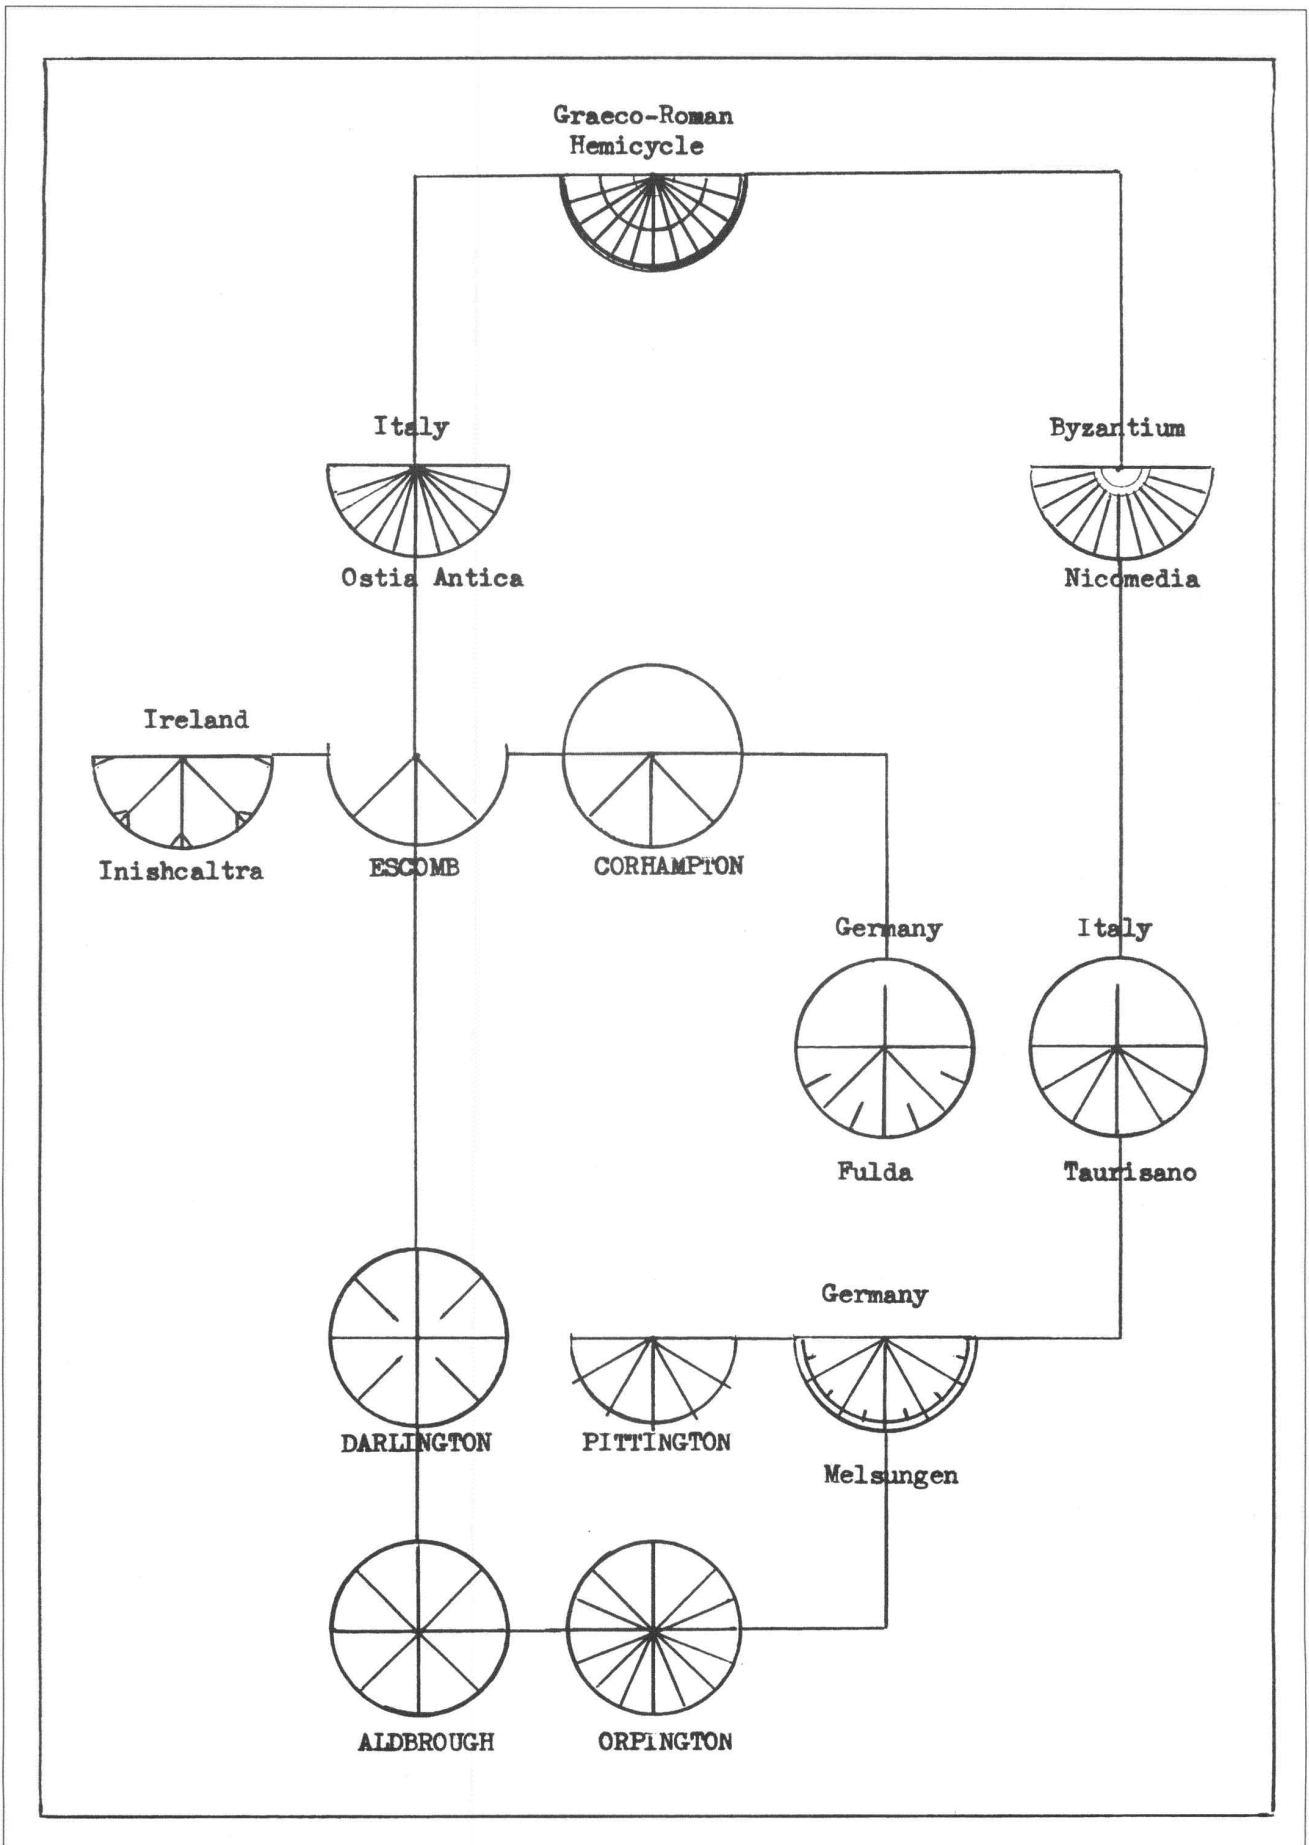 Graeco-Roman
Hemicycle
Italy
Byzantium
Ostia Antica
Nicomedia
Ireland
Inishcaltra
ESCOMB
CORHAMPTON
Germany
Italy
Fulda
Taurisano
Germany
DARLINGTON
PITTINGTON
Melsungen
ALDBROUGH
ORPINGTON